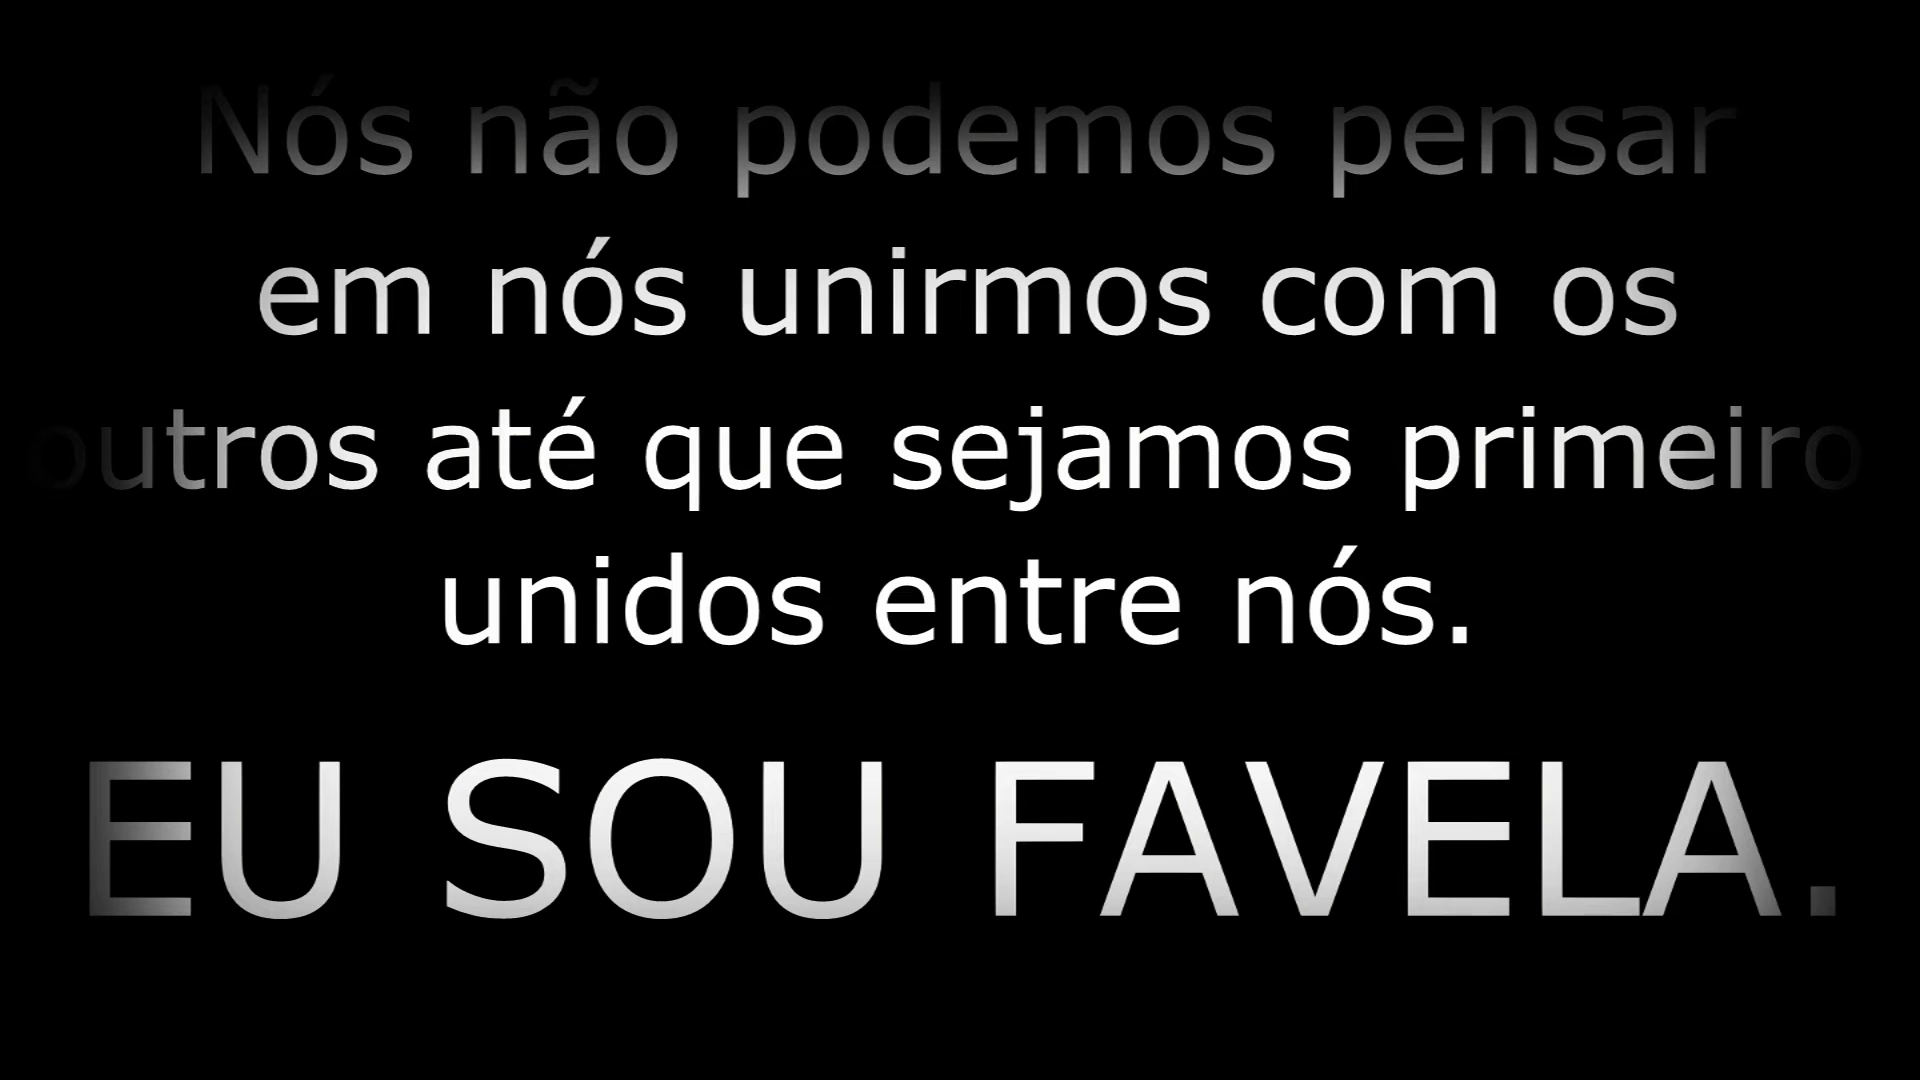 Nós não podemos pensar
em nós unirmos com os
outros até que sejamos primeiro
unidos entre nós.
EU SOU FAVELA.